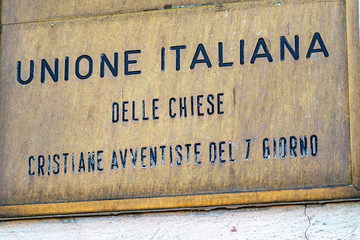 UNIONE ITALIANA
DELLE CHIESE
CRISTIANE AVVENTISTE DEL 7° GIORNO